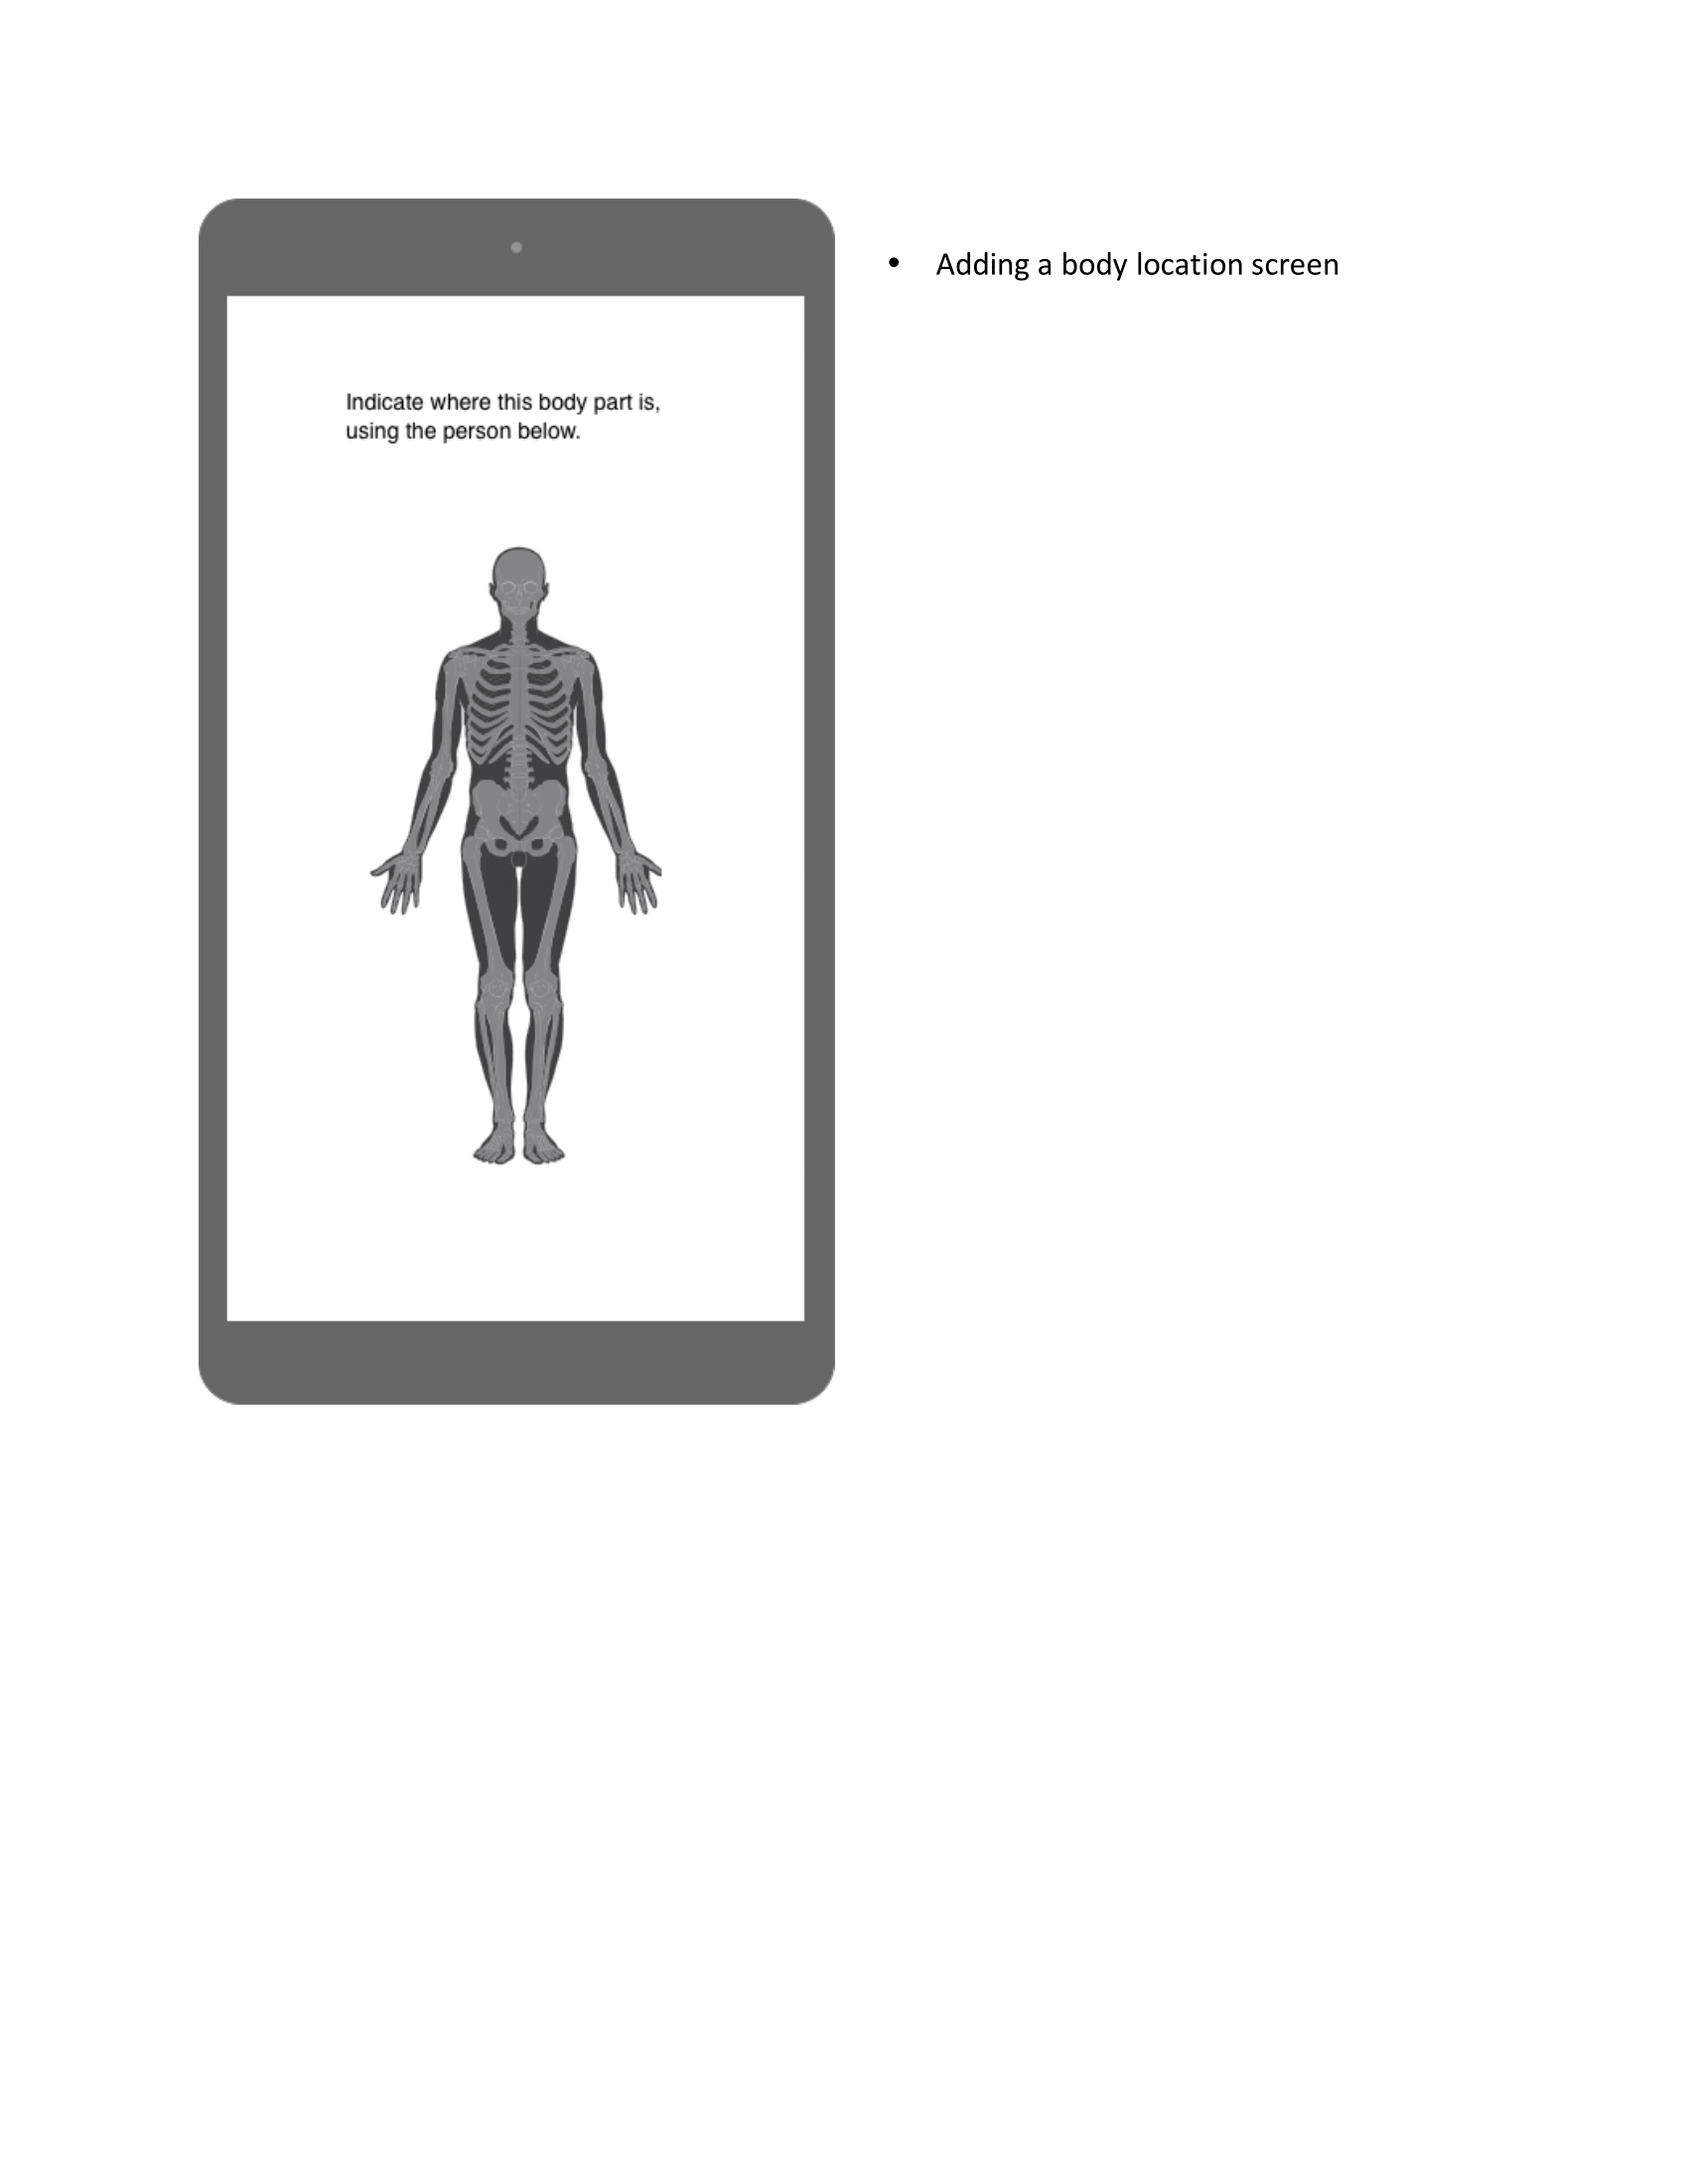 Indicate where this body part is,
using the person below.
• Adding a body location screen